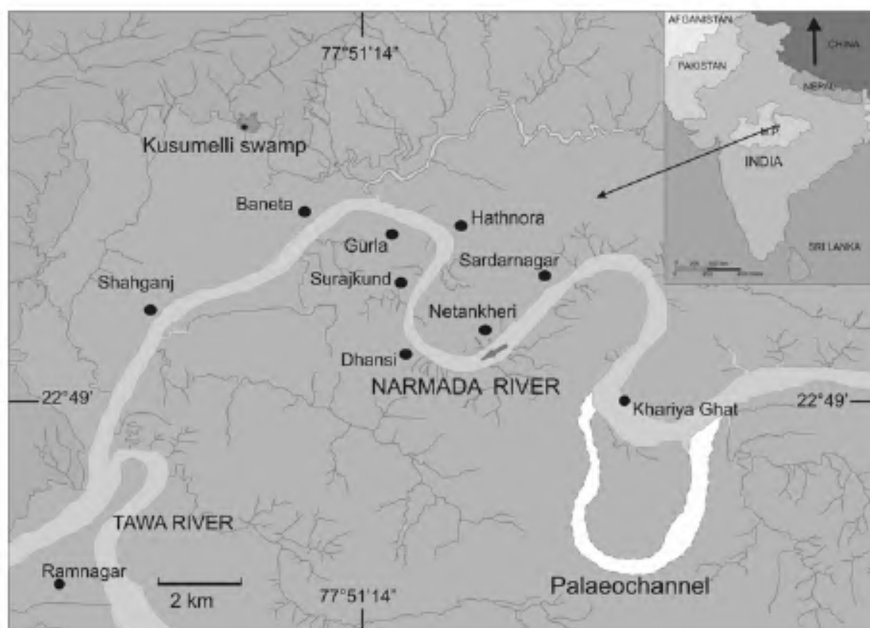 77°51'14"
AFGANISTAN
CHINA
PAKISTAN
NEPAL
M.P.
INDIA
SRI LANKA
Kusumelli swamp
Baneta
Hathnora
Gurla
Sardarnagar
Surajkund
Shahganj
Netankheri
Dhansi
NARMADA RIVER
22°49'
22°49'
Khariya Ghat
TAWA RIVER
Ramnagar
2 km
77°51'14"
Palaeochannel